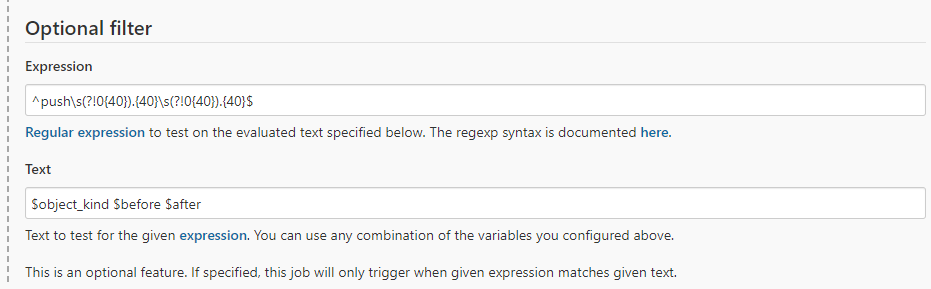 Optional filter
Expression
^push\s(?!0{40}).{40}\s(?!0{40}).{40}$
Regular expression to test on the evaluated text specified below. The regexp syntax is documented here.
Text
$object_kind $before $after
Text to test for the given expression. You can use any combination of the variables you configured above.
This is an optional feature. If specified, this job will only trigger when given expression matches given text.